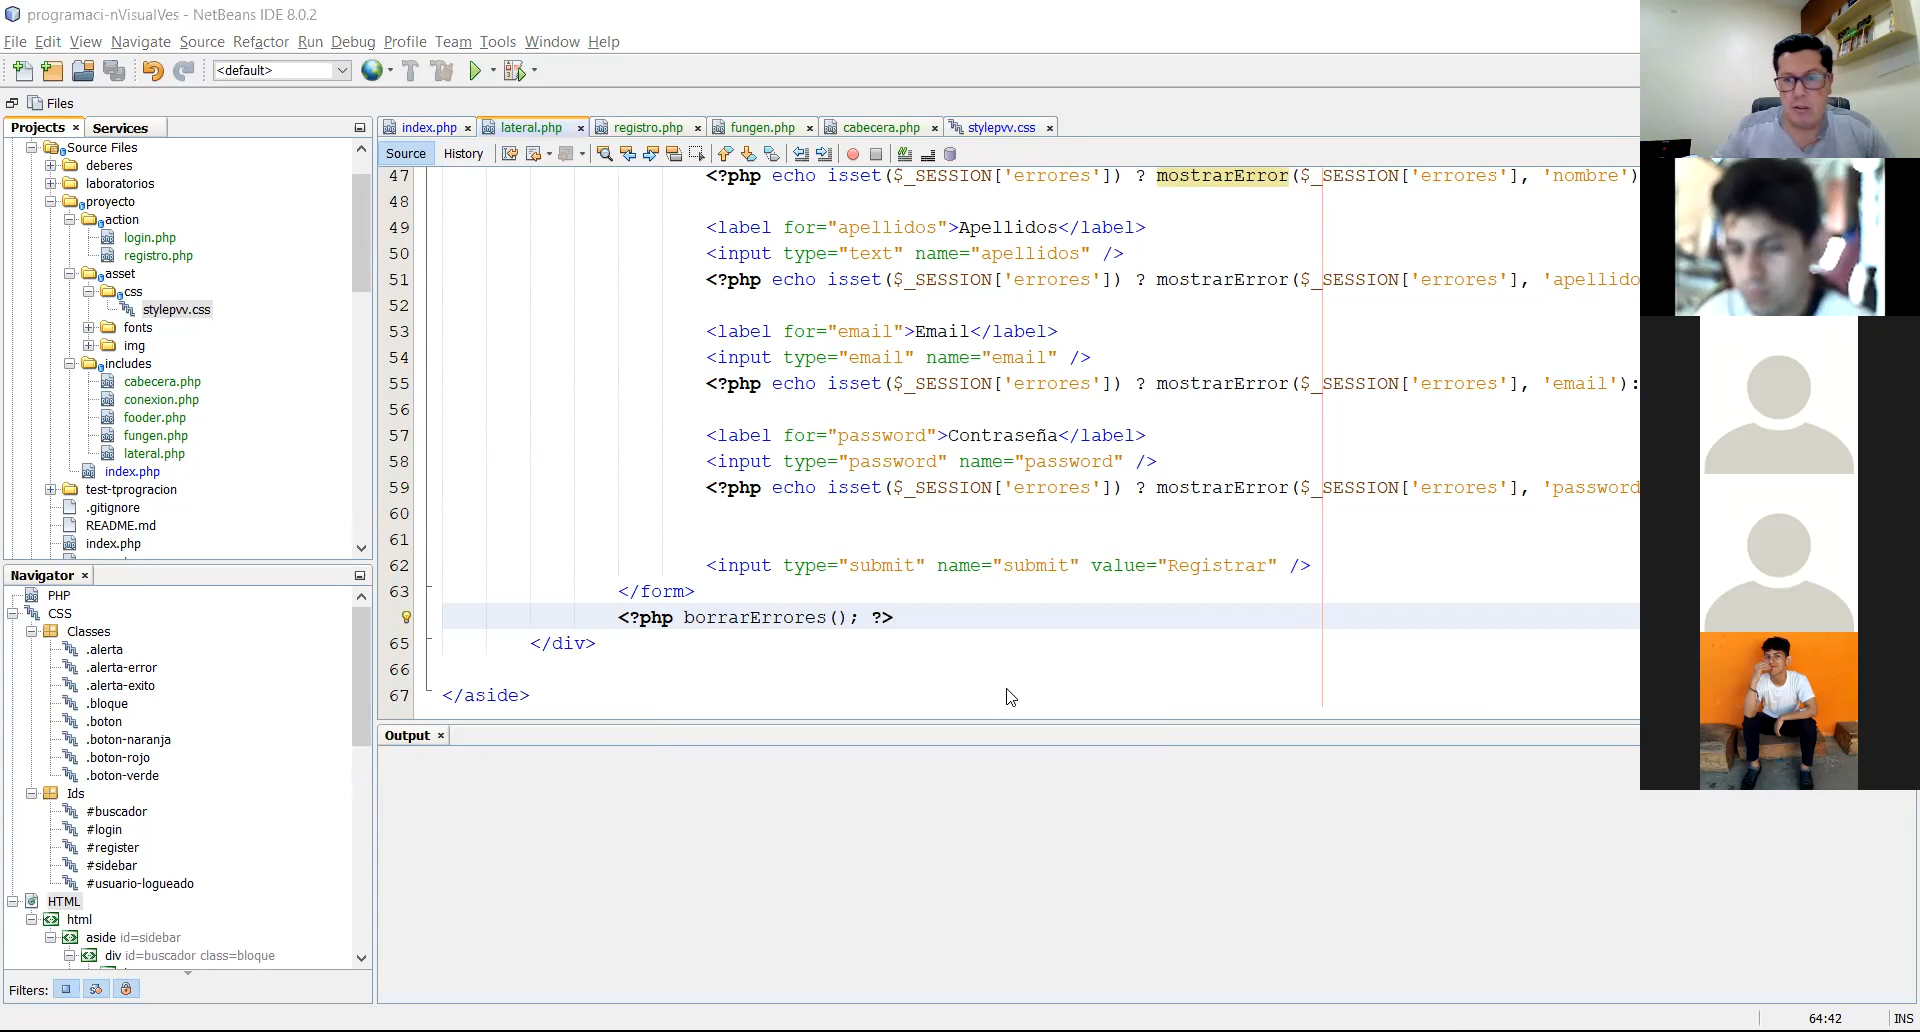 programaci-nVisualVes - NetBeans IDE 8.0.2
File Edit View Navigate Source Refactor Run Debug Profile Team Tools Window Help
<default>
Files
Projects Services
Source Files
deberes
laboratorios
proyecto
action
login.php
registro.php
asset
css
stylepvv.css
fonts
img
includes
cabecera.php
conexion.php
fooder.php
fungen.php
lateral.php
index.php
test-tprogracion
.gitignore
README.md
index.php
Navigator
PHP
CSS
Classes
.alerta
.alerta-error
.alerta-exito
.bloque
.boton
.boton-naranja
.boton-rojo
.boton-verde
Ids
#buscador
#login
#register
#sidebar
#usuario-logueado
HTML
html
aside id=sidebar
div id=buscador class=bloque
Filters:
index.php lateral.php registro.php fungen.php cabecera.php stylepvv.css
Source History
47 <?php echo isset($_SESSION['errores']) ? mostrarError($_SESSION['errores'], 'nombre')
48
49 <label for="apellidos">Apellidos</label>
50 <input type="text" name="apellidos" />
51 <?php echo isset($_SESSION['errores']) ? mostrarError($_SESSION['errores'], 'apellido
52
53 <label for="email">Email</label>
54 <input type="email" name="email" />
55 <?php echo isset($_SESSION['errores']) ? mostrarError($_SESSION['errores'], 'email'):
56
57 <label for="password">Contraseña</label>
58 <input type="password" name="password" />
59 <?php echo isset($_SESSION['errores']) ? mostrarError($_SESSION['errores'], 'password
60
61
62 <input type="submit" name="submit" value="Registrar" />
63 </form>
<?php borrarErrores(); ?>
65 </div>
66
67 </aside>
Output
64:42 INS